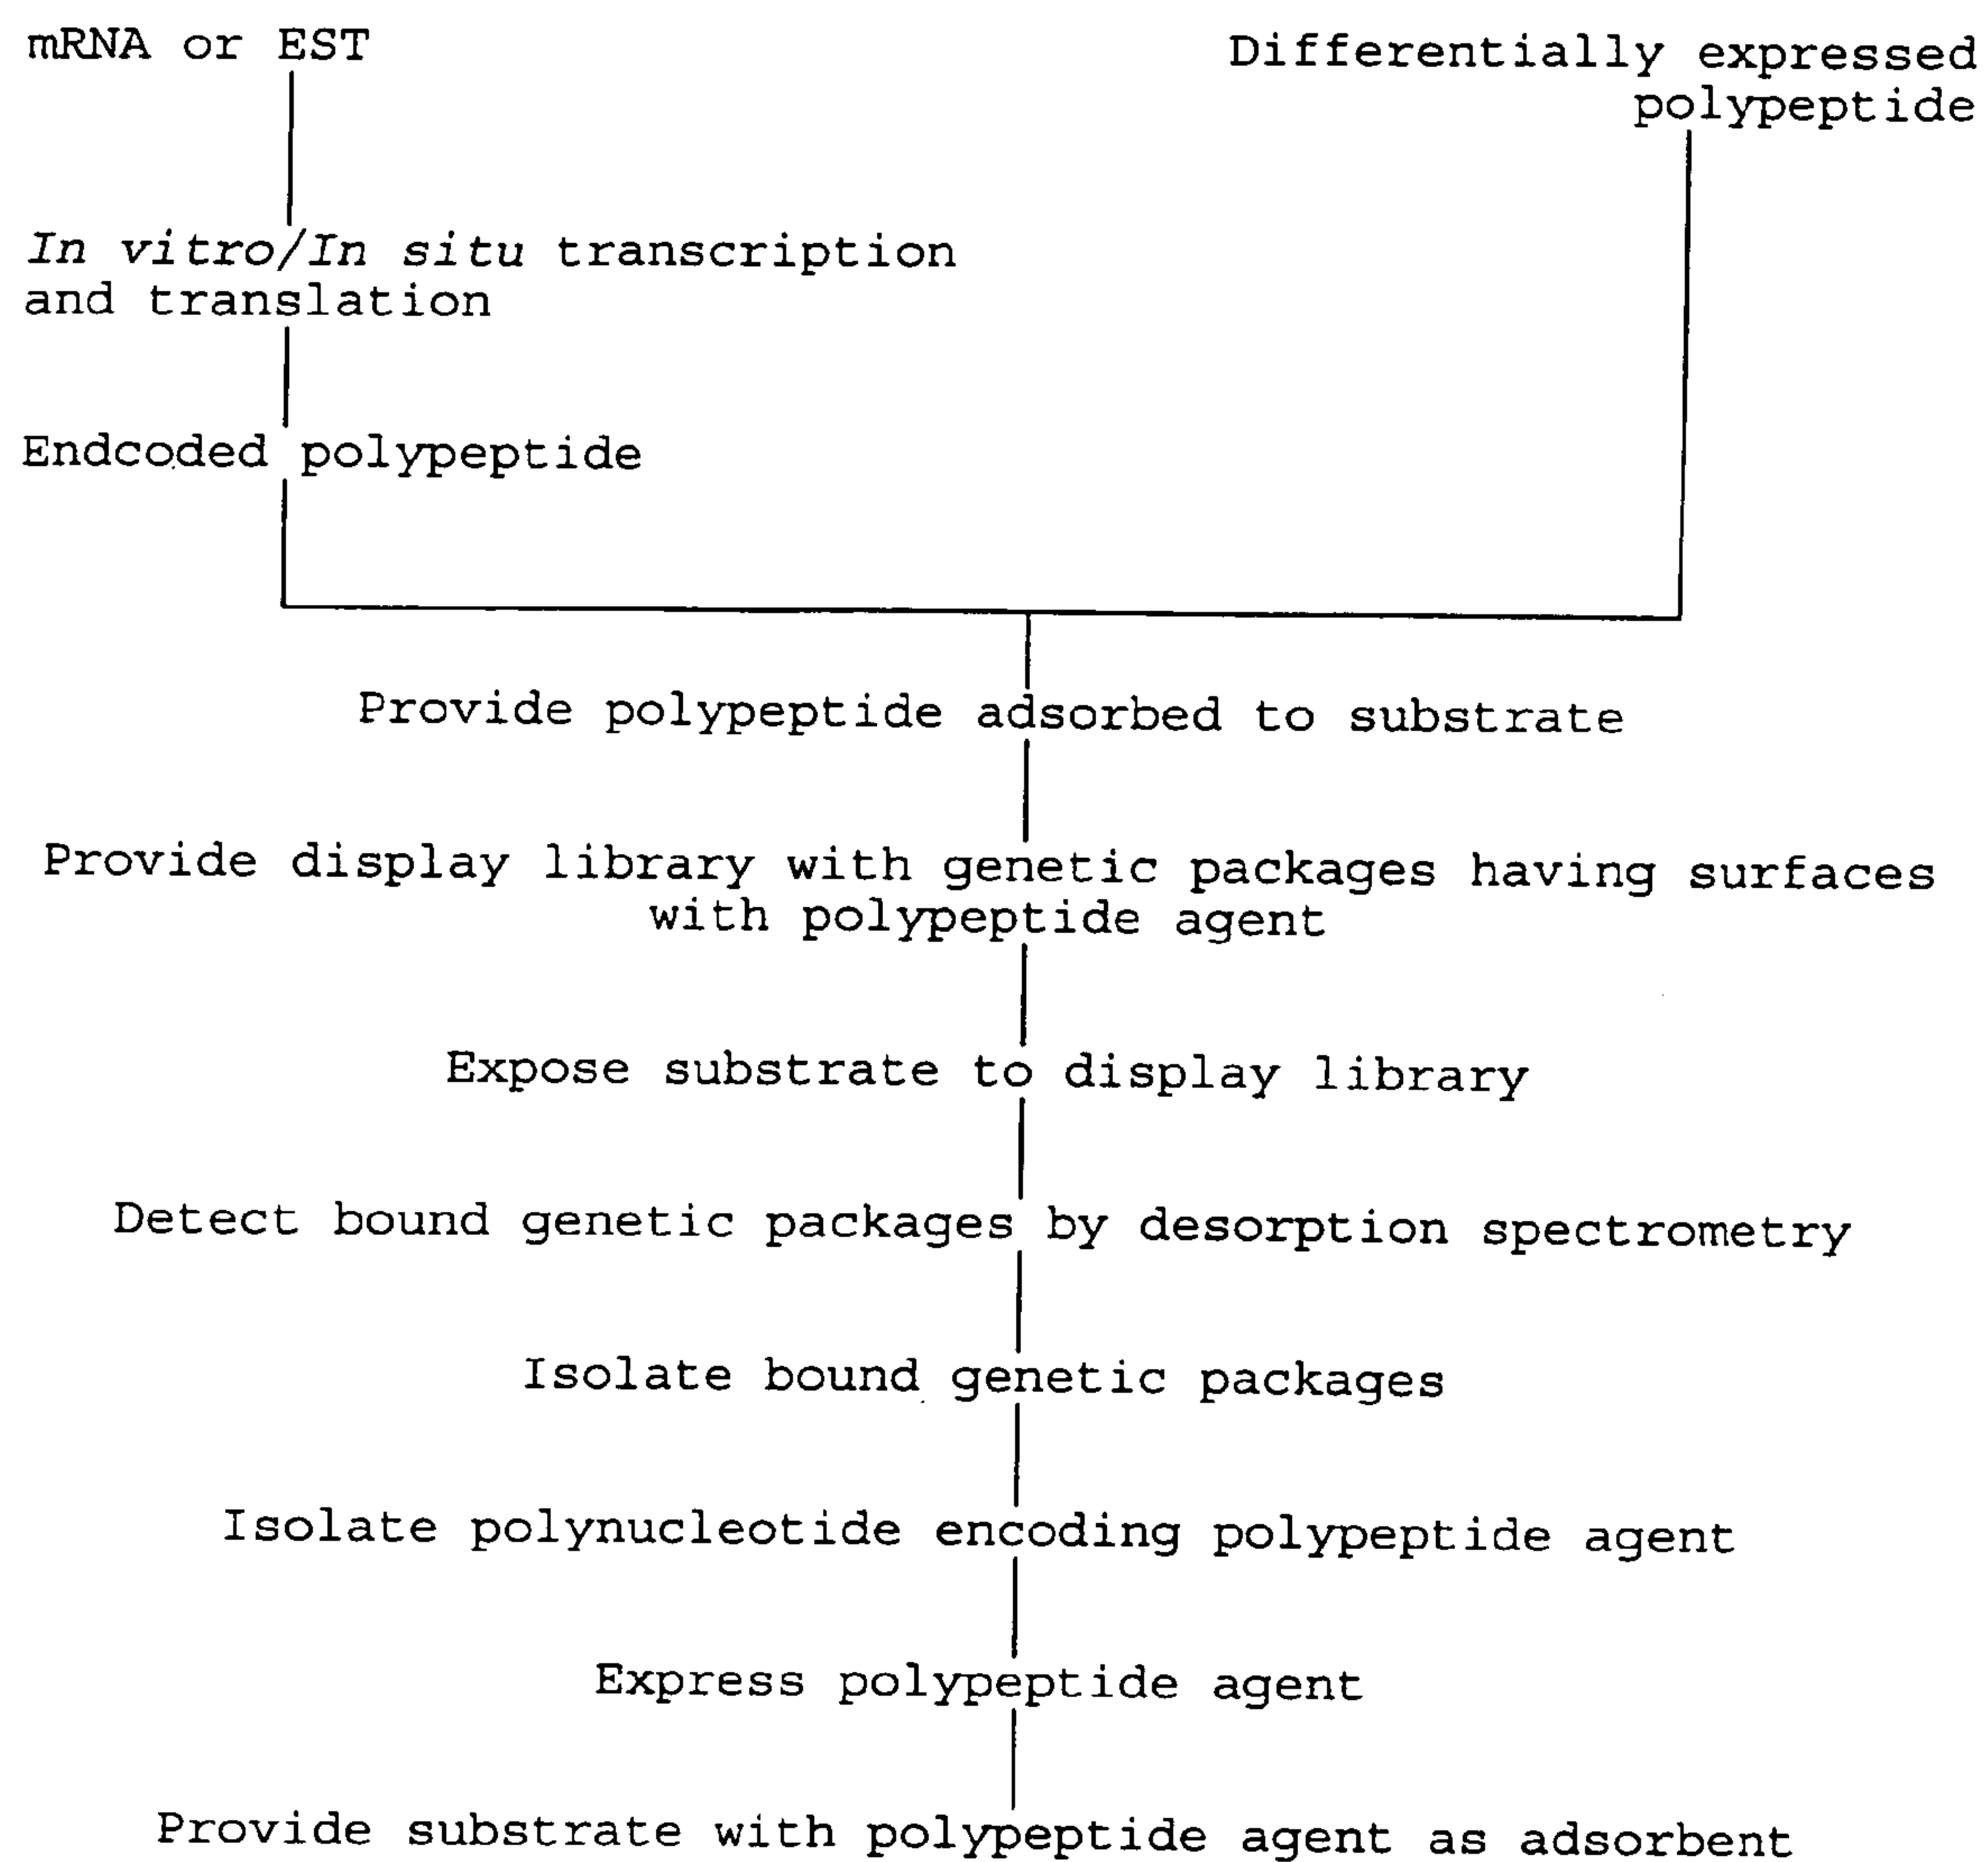 mRNA or EST
Differentially expressed
polypeptide
In vitro/In situ transcription
and translation
Endcoded polypeptide
Provide polypeptide adsorbed to substrate
Provide display library with genetic packages having surfaces
with polypeptide agent
Expose substrate to display library
Detect bound genetic packages by desorption spectrometry
Isolate bound genetic packages
Isolate polynucleotide encoding polypeptide agent
Express polypeptide agent
Provide substrate with polypeptide agent as adsorbent